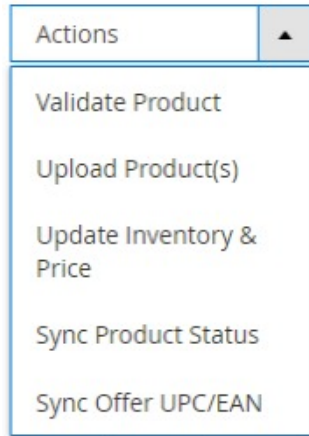 Actions
Validate Product
Upload Product(s)
Update Inventory &
Price
Sync Product Status
Sync Offer UPC/EAN